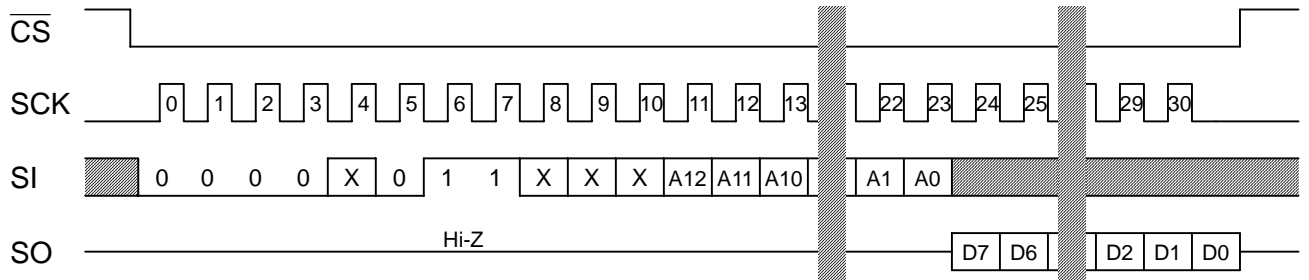 CS
SCK 0 1 2 3 4 5 6 7 8 9 10 11 12 13 22 23 24 25 29 30
SI 0 0 0 0 X 0 1 1 X X X A12 A11 A10 A1 A0
Hi-Z
SO D7 D6 D2 D1 D0